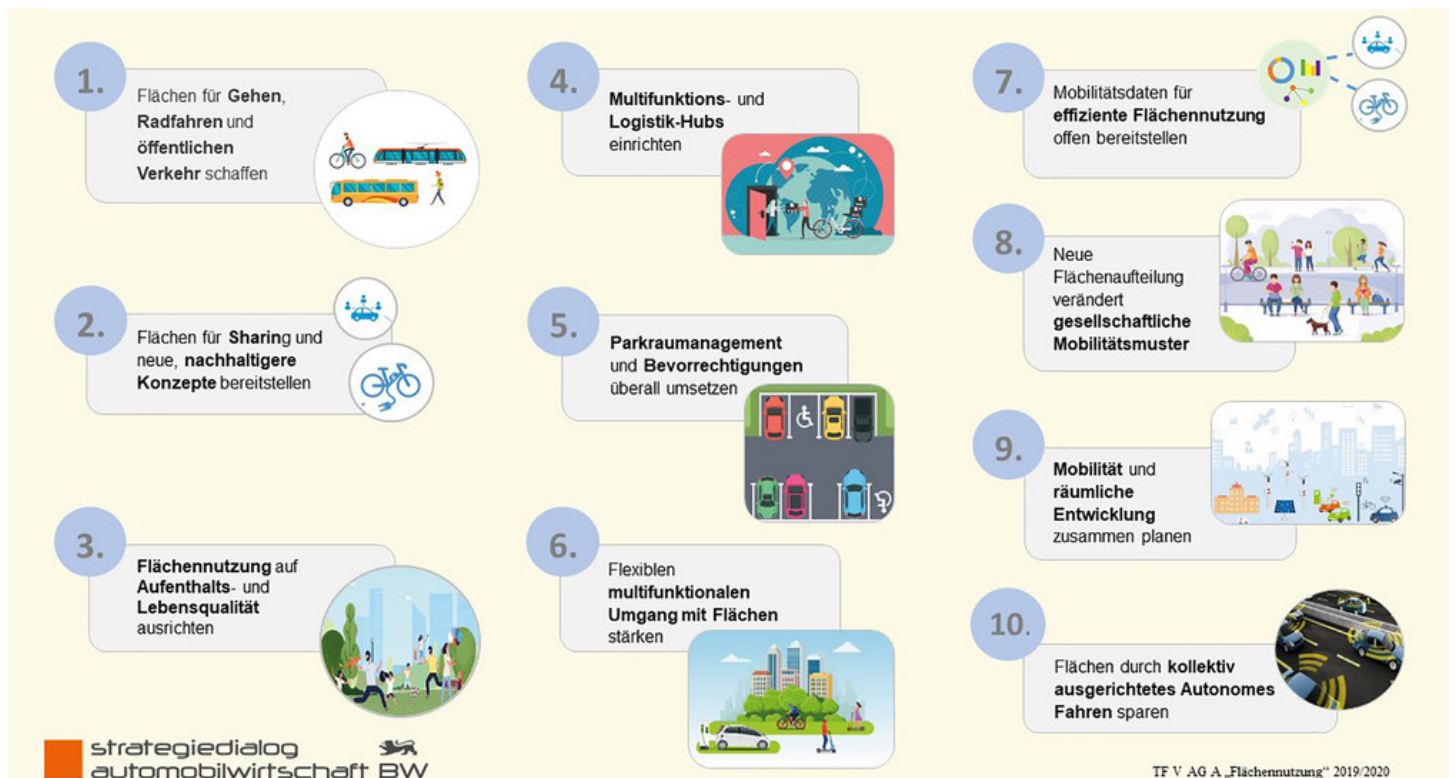 1.
Flächen für Gehen,
Radfahren und
öffentlichen
Verkehr schaffen
2.
Flächen für Sharing und
neue, nachhaltigere
Konzepte bereitstellen
3.
Flächennutzung auf
Aufenthalts- und
Lebensqualität
ausrichten
4.
Multifunktions- und
Logistik-Hubs
einrichten
5.
Parkraummanagement
und Bevorrechtigungen
überall umsetzen
6.
Flexiblen
multifunktionalen
Umgang mit Flächen
stärken
7.
Mobilitätsdaten für
effiziente Flächennutzung
offen bereitstellen
8.
Neue
Flächenaufteilung
verändert
gesellschaftliche
Mobilitätsmuster
9.
Mobilität und
räumliche
Entwicklung
zusammen planen
10.
Flächen durch kollektiv
ausgerichtetes Autonomes
Fahren sparen
strategiedialog
automobilwirtschaft BW
TF V AG A „Flächennutzung“ 2019/2020